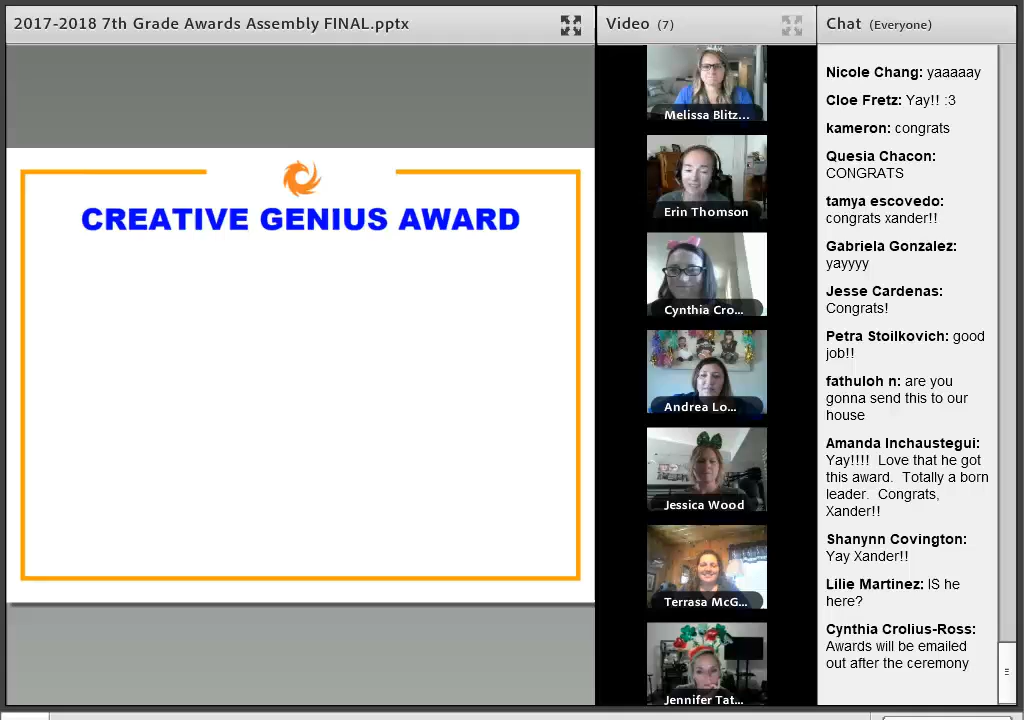 2017-2018 7th Grade Awards Assembly FINAL.pptx
CREATIVE GENIUS AWARD
Video (7)
Melissa Blitz...
Erin Thomson
Cynthia Cro...
Andrea Lo...
Jessica Wood
Terrasa McG...
Jennifer Tat...
Chat (Everyone)
Nicole Chang: yaaaaay
Cloe Fretz: Yay!! :3
kameron: congrats
Quesia Chacon:
CONGRATS
tamya escovedo:
congrats xander!!
Gabriela Gonzalez:
yayyyy
Jesse Cardenas:
Congrats!
Petra Stoilkovich: good
job!!
fathuloh n: are you
gonna send this to our
house
Amanda Inchaustegui:
Yay!!!! Love that he got
this award. Totally a born
leader. Congrats,
Xander!!
Shanynn Covington:
Yay Xander!!
Lilie Martinez: IS he
here?
Cynthia Crolius-Ross:
Awards will be emailed
out after the ceremony